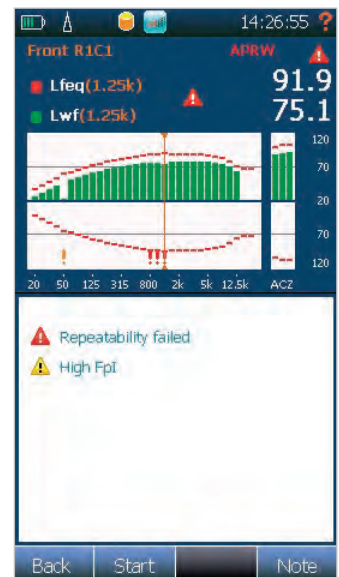 14:26:55 ?
Front R1C1 APRW
Lfeq(1.25k) 91.9
Lwf(1.25k) 75.1
120
70
20
70
120
20 50 125 315 800 2k 5k 12.5k ACZ
Repeatability failed
High FpI
Back Start Note